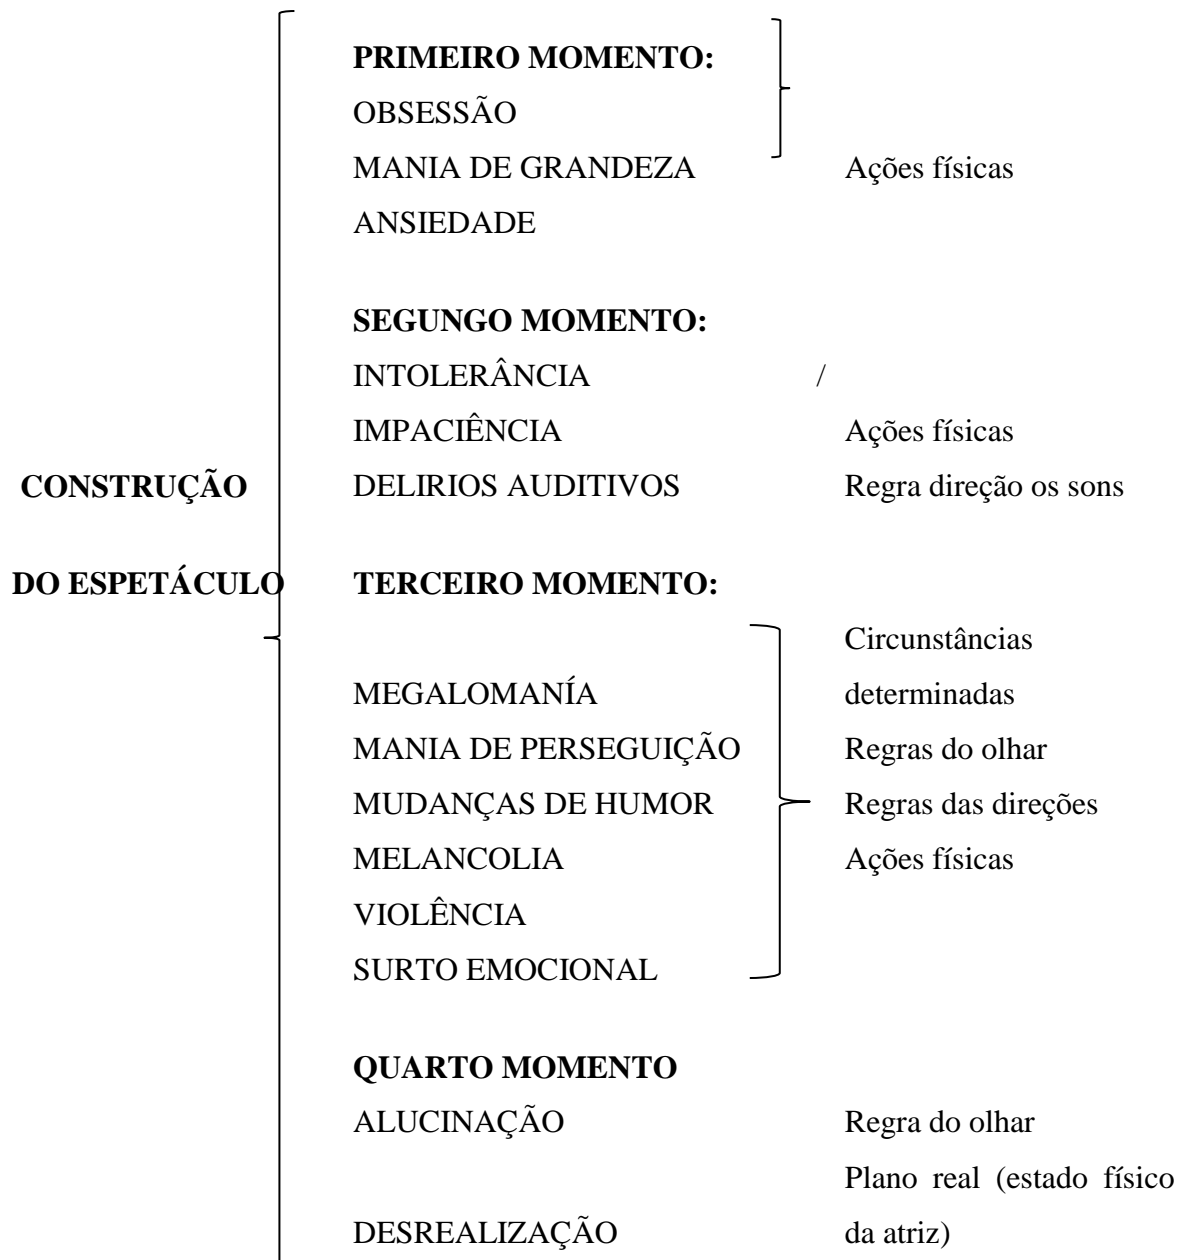 PRIMEIRO MOMENTO:
OBSESSÃO
MANIA DE GRANDEZA Ações físicas
ANSIEDADE
SEGUNGO MOMENTO:
INTOLERÂNCIA /
IMPACIÊNCIA Ações físicas
CONSTRUÇÃO DELIRIOS AUDITIVOS Regra direção os sons
DO ESPETÁCULO TERCEIRO MOMENTO:
Circunstâncias
MEGALOMANÍA determinadas
MANIA DE PERSEGUIÇÃO Regras do olhar
MUDANÇAS DE HUMOR Regras das direções
MELANCOLIA Ações físicas
VIOLÊNCIA
SURTO EMOCIONAL
QUARTO MOMENTO
ALUCINAÇÃO Regra do olhar
Plano real (estado físico
DESREALIZAÇÃO da atriz)